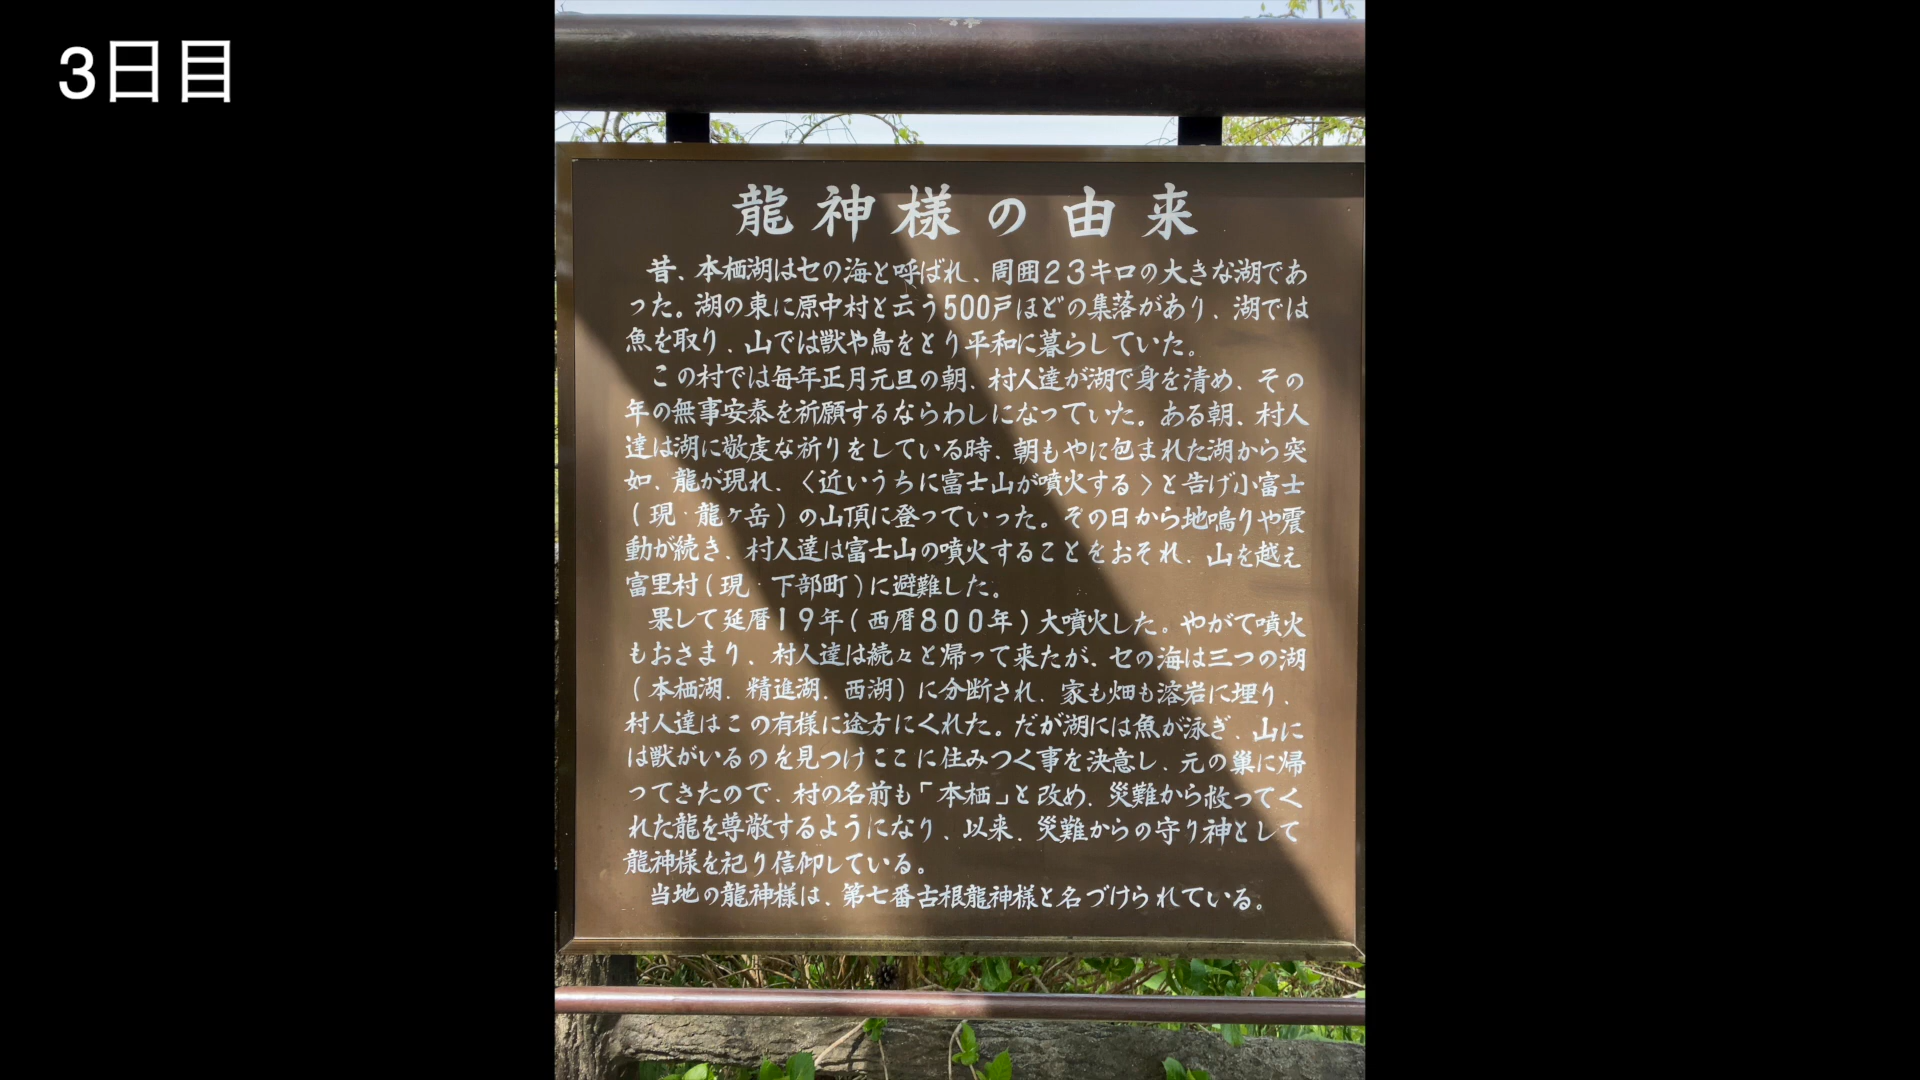 3日目
龍神様の由来
昔、本栖湖はセの海と呼ばれ、周囲23キロの大きな湖であ
った。湖の東に原中村と云う500戸ほどの集落があり、湖では
魚を取り、山では獣や鳥をとり平和に暮らしていた。
この村では毎年正月元旦の朝、村人達が湖で身を清め、その
年の無事安泰を祈願するならわしになっていた。ある朝、村人
達は湖に敬虔な祈りをしている時、朝もやに包まれた湖から突
如、龍が現れ、〈近いうちに富士山が噴火する〉と告げ小富士
(現・龍ヶ岳)の山頂に登っていった。その日から地鳴りや震
動が続き、村人達は富士山の噴火することをおそれ、山を越え
富里村(現・下部町)に避難した。
果して延暦19年(西暦800年)大噴火した。やがて噴火
もおさまり、村人達は続々と帰って来たが、セの海は三つの湖
(本栖湖、精進湖、西湖)に分断され、家も畑も溶岩に埋り、
村人達はこの有様に途方にくれた。だが湖には魚が泳ぎ、山に
は獣がいるのを見つけここに住みつく事を決意し、元の巣に帰
ってきたので、村の名前も「本栖」と改め、災難から救ってく
れた龍を尊敬するようになり、以来、災難からの守り神として
龍神様を祀り信仰している。
当地の龍神様は、第七番古根龍神様と名づけられている。